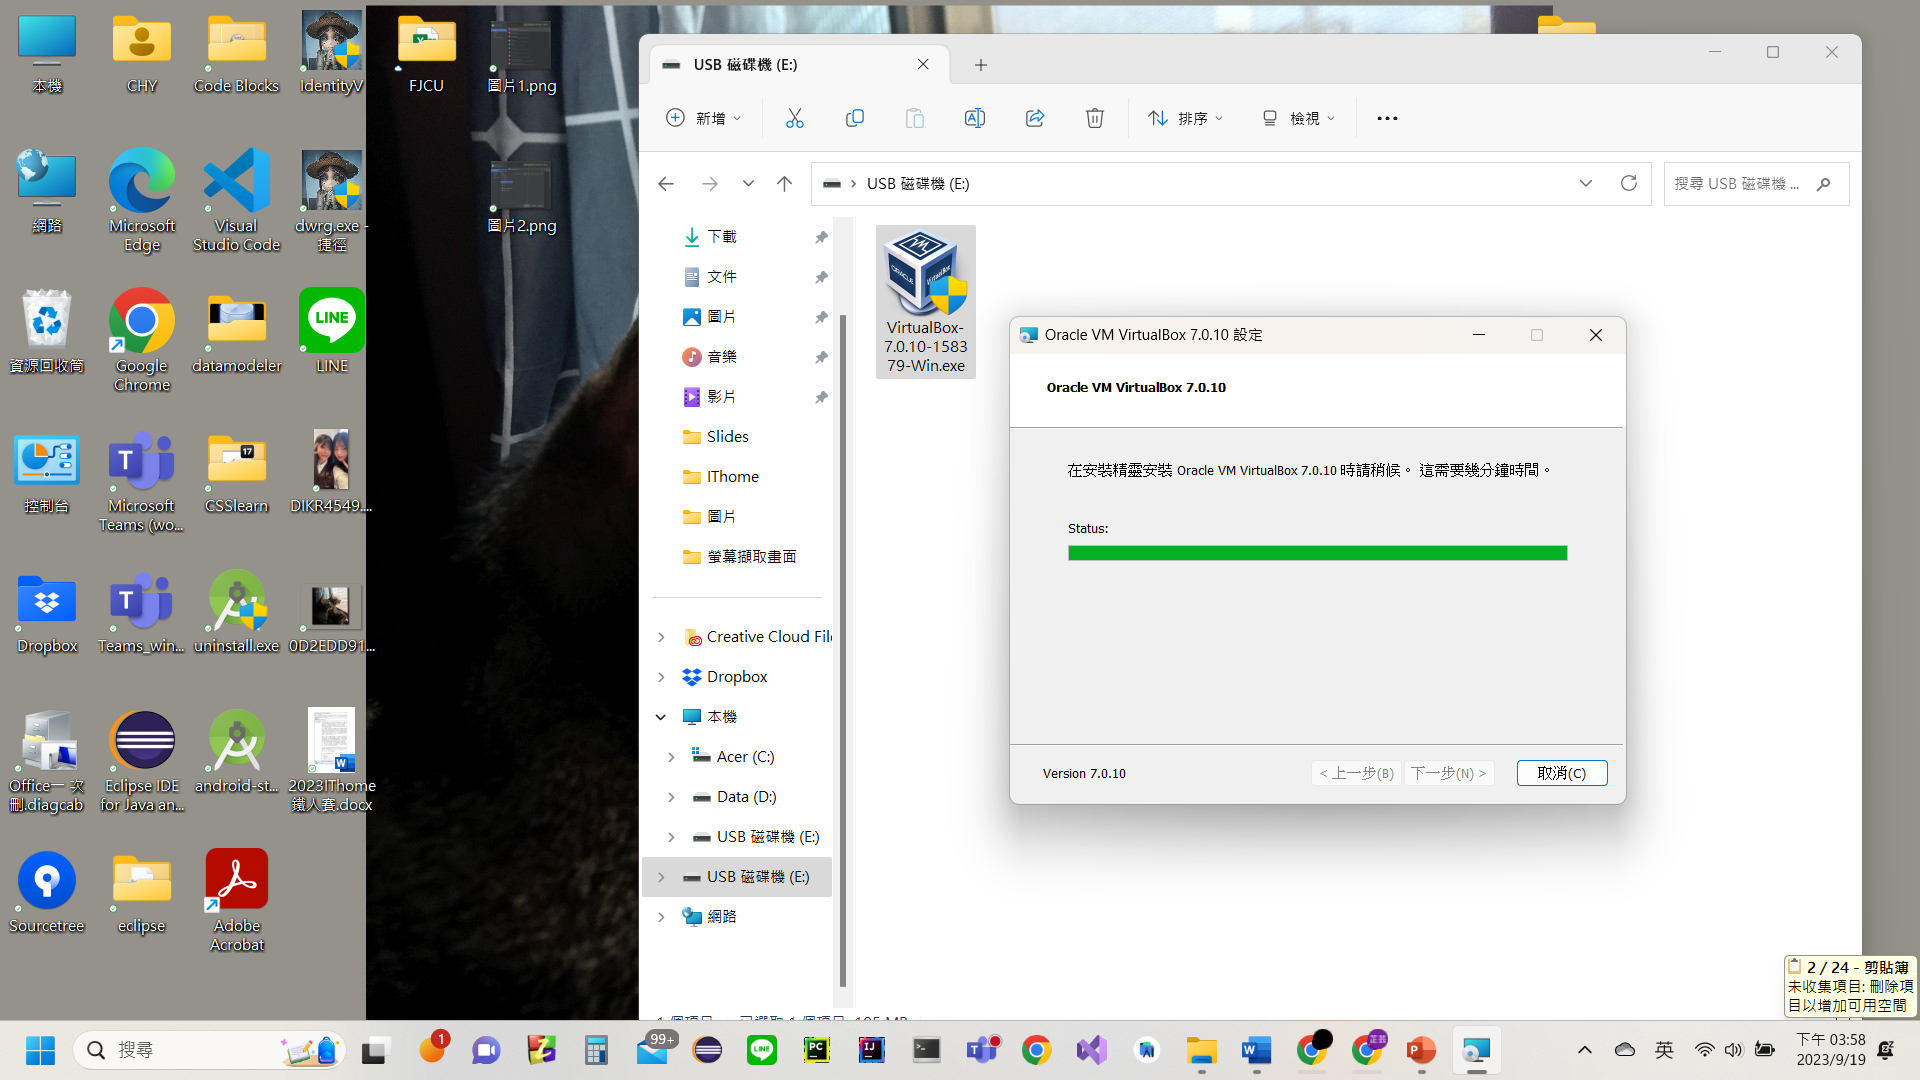 本機
CHY
Code Blocks
IdentityV
FJCU
圖片1.png
網路
Microsoft
Edge
Visual
Studio Code
dwrg.exe -
捷徑
圖片2.png
資源回收筒
Google
Chrome
datamodeler
LINE
LINE
控制台
Microsoft
Teams (wo...
17
CSSlearn
DIKR4549....
Dropbox
Teams_win...
uninstall.exe
0D2EDD91...
Office一 次
刪.diagcab
Eclipse IDE
for Java an...
android-st...
2023IThome
鐵人賽.docx
Sourcetree
eclipse
Adobe
Acrobat
USB 磁碟機 (E:)
新增
排序
檢視
USB 磁碟機 (E:)
搜尋 USB 磁碟機 ...
下載
文件
圖片
音樂
影片
Slides
IThome
圖片
螢幕擷取畫面
Creative Cloud File
Dropbox
本機
Acer (C:)
Data (D:)
USB 磁碟機 (E:)
USB 磁碟機 (E:)
網路
ORACLE
VirtualBox
VirtualBox-
7.0.10-1583
79-Win.exe
Oracle VM VirtualBox 7.0.10 設定
Oracle VM VirtualBox 7.0.10
在安裝精靈安裝 Oracle VM VirtualBox 7.0.10 時請稍候。 這需要幾分鐘時間。
Status:
Version 7.0.10
< 上一步(B)
下一步(N) >
取消(C)
2 / 24 - 剪貼簿
未收集項目: 刪除項
目以增加可用空間
搜尋
1
99+
LINE
PC
IJ
正芸
英
下午 03:58
2023/9/19